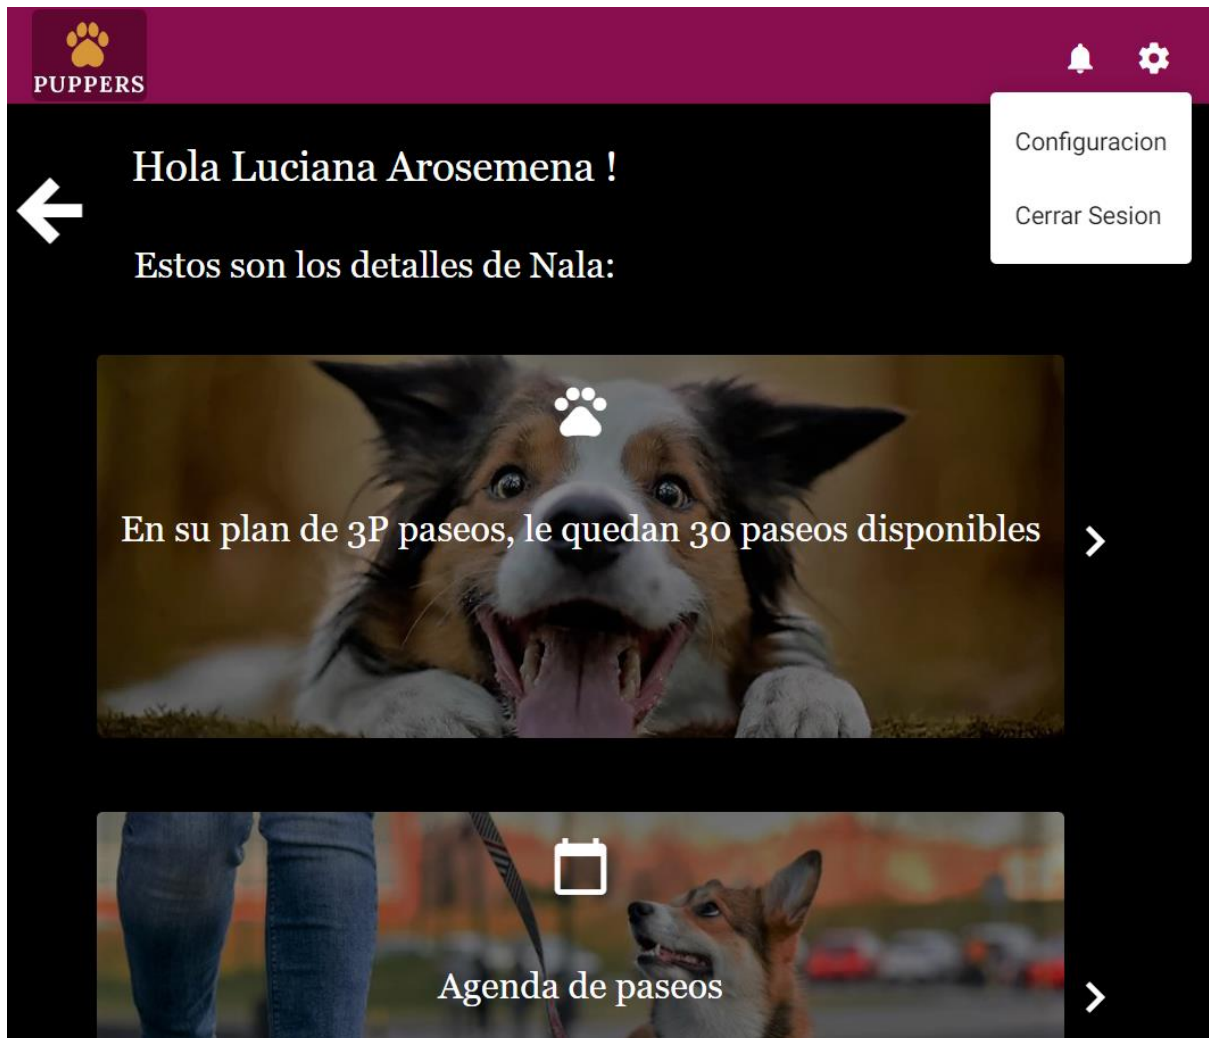 PUPPERS
Configuracion
Cerrar Sesion
Hola Luciana Arosemena !
Estos son los detalles de Nala:
En su plan de 3P paseos, le quedan 30 paseos disponibles
Agenda de paseos